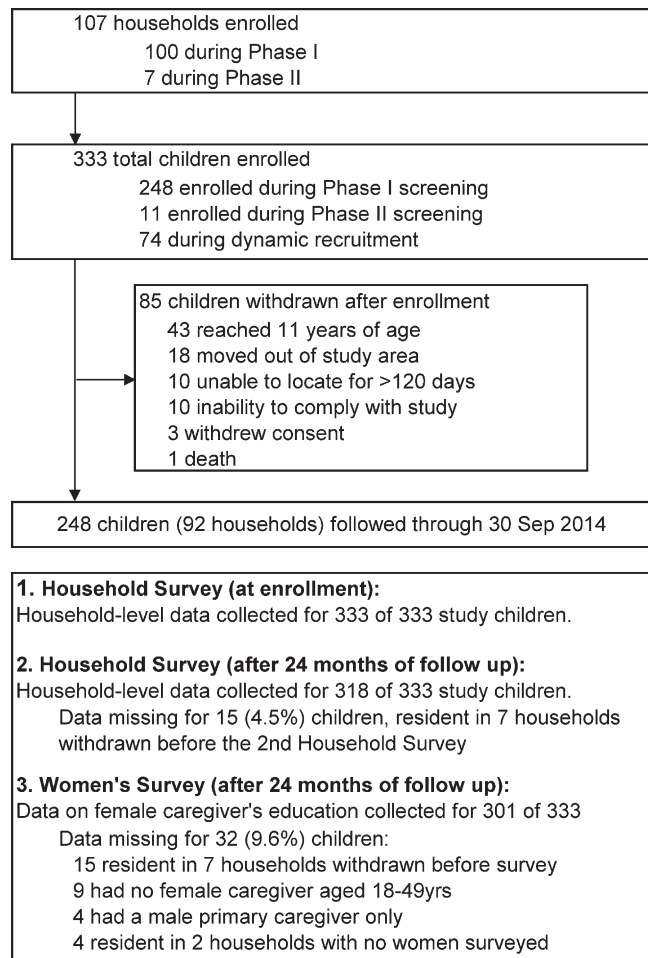 107 households enrolled
100 during Phase I
7 during Phase II
333 total children enrolled
248 enrolled during Phase I screening
11 enrolled during Phase II screening
74 during dynamic recruitment
85 children withdrawn after enrollment
43 reached 11 years of age
18 moved out of study area
10 unable to locate for >120 days
10 inability to comply with study
3 withdrew consent
1 death
248 children (92 households) followed through 30 Sep 2014
1. Household Survey (at enrollment):
Household-level data collected for 333 of 333 study children.
2. Household Survey (after 24 months of follow up):
Household-level data collected for 318 of 333 study children.
Data missing for 15 (4.5%) children, resident in 7 households
withdrawn before the 2nd Household Survey
3. Women's Survey (after 24 months of follow up):
Data on female caregiver's education collected for 301 of 333
Data missing for 32 (9.6%) children:
15 resident in 7 households withdrawn before survey
9 had no female caregiver aged 18-49yrs
4 had a male primary caregiver only
4 resident in 2 households with no women surveyed